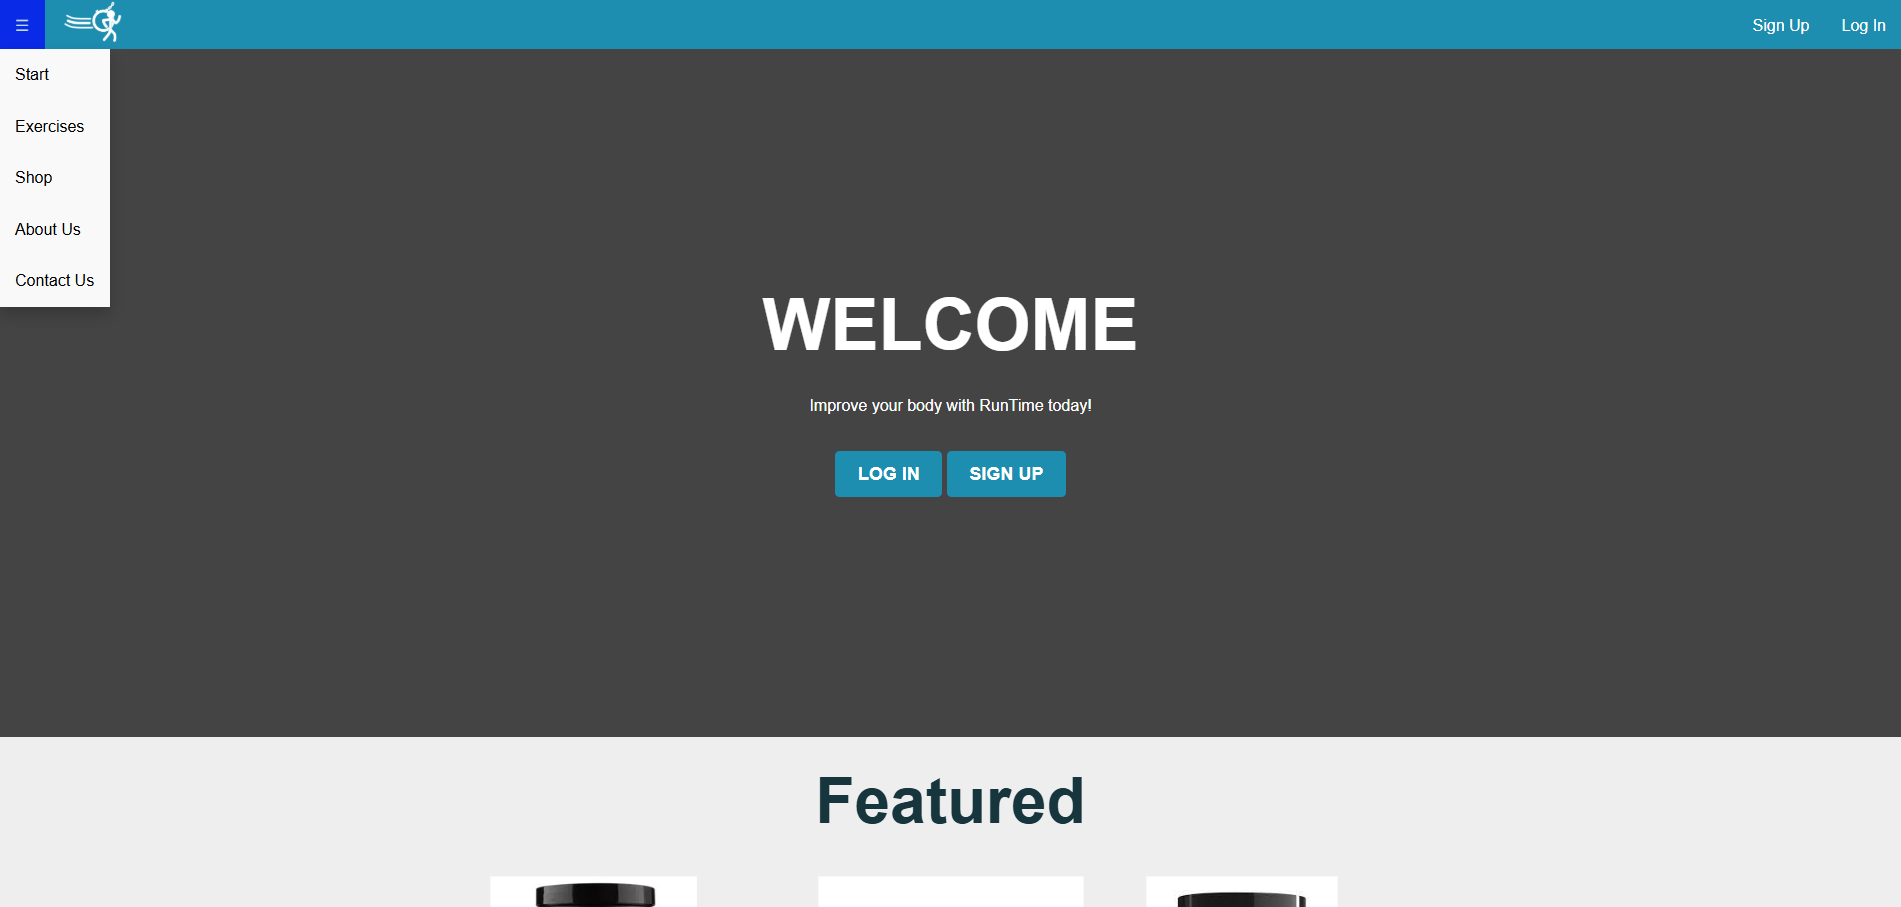 ☰ Sign Up Log In
Start
Exercises
Shop
About Us
Contact Us
WELCOME
Improve your body with RunTime today!
LOG IN SIGN UP
Featured